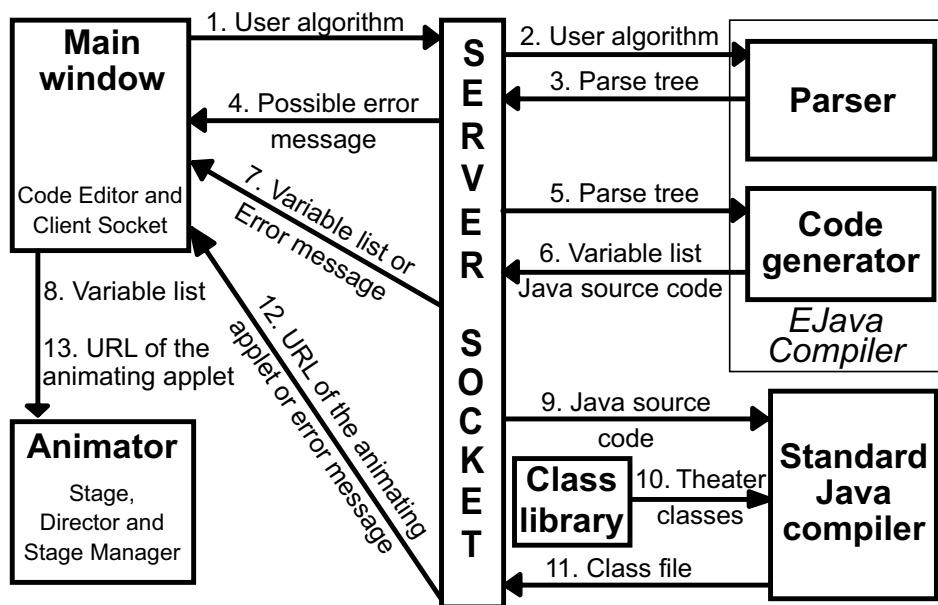 Main
window
Code Editor and
Client Socket
1. User algorithm
4. Possible error
message
7. Variable list or
Error message
12. URL of the animating
applet or error message
8. Variable list
13. URL of the
animating applet
Animator
Stage,
Director and
Stage Manager
SERVER SOCKET
2. User algorithm
3. Parse tree
Parser
5. Parse tree
6. Variable list
Java source code
Code
generator
EJava
Compiler
9. Java source
code
Class
library
10. Theater
classes
11. Class file
Standard
Java
compiler